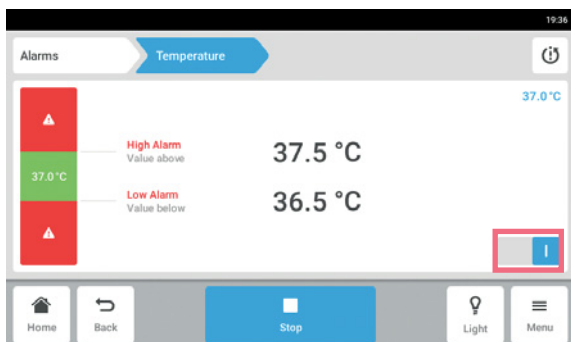 19:36
Alarms
Temperature
37.0°C
High Alarm
Value above
37.5 °C
37.0°C
Low Alarm
Value below
36.5 °C
I
Home
Back
Stop
Light
Menu